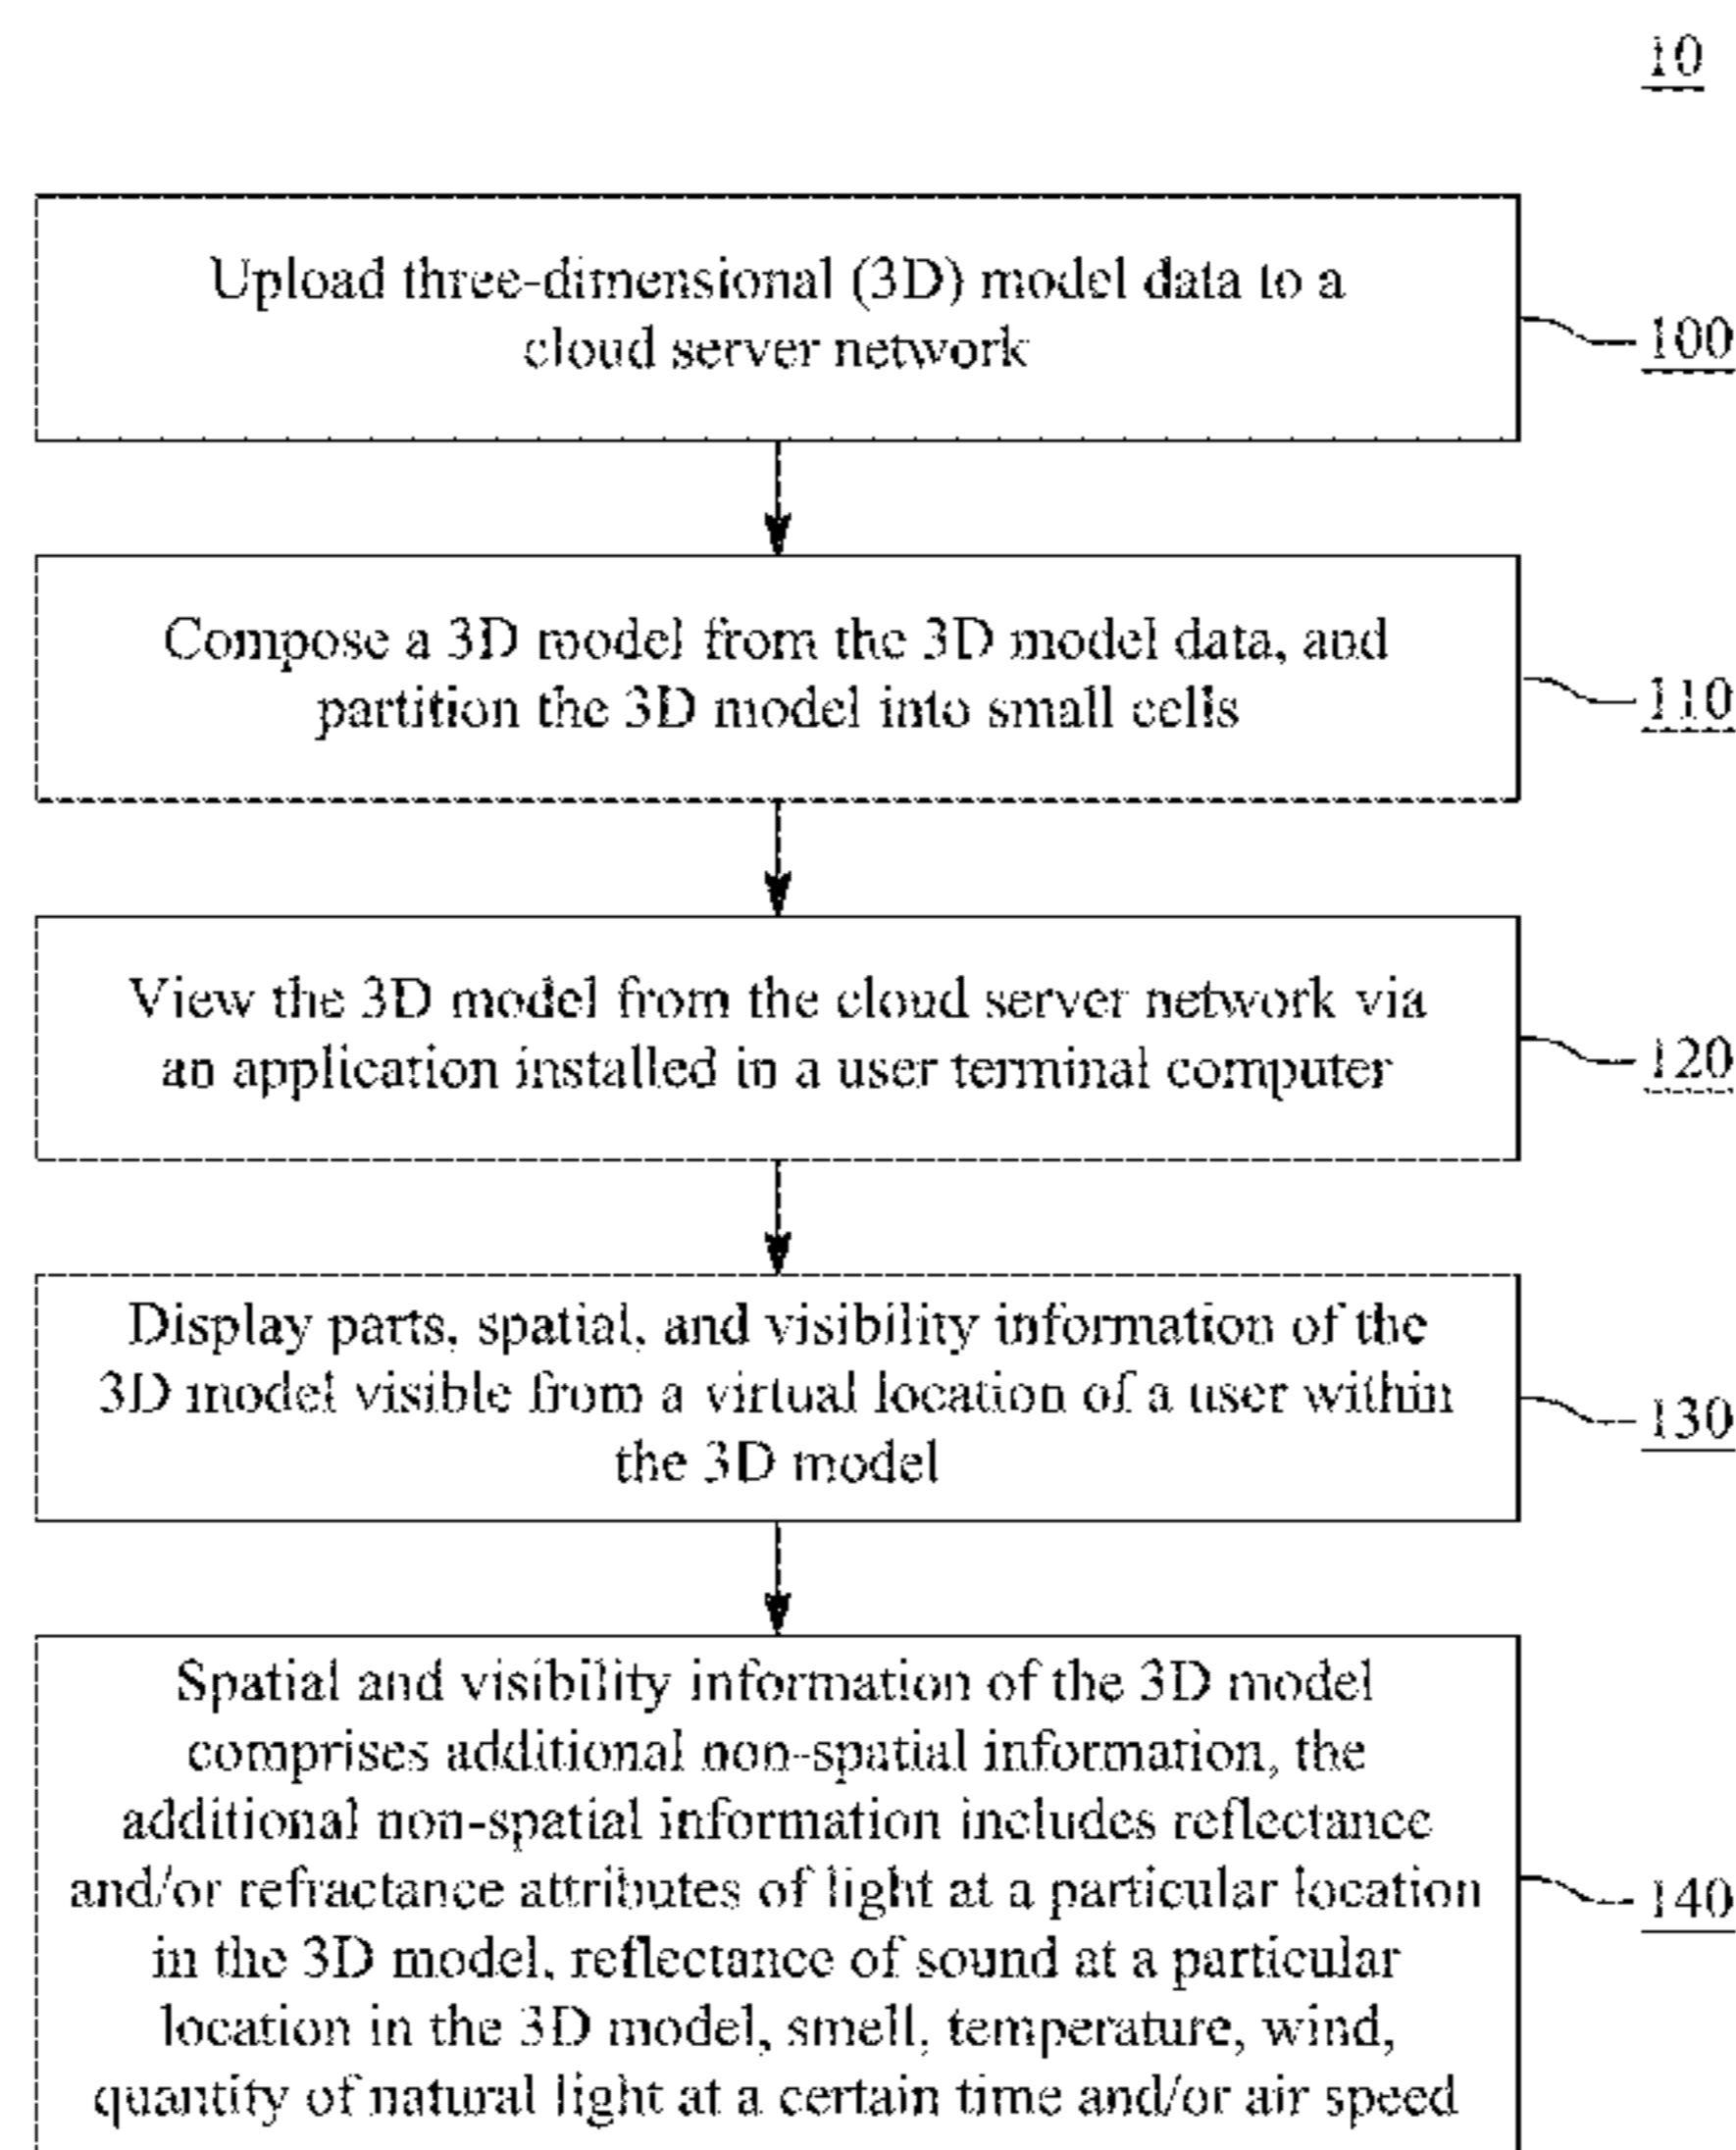 10
Upload three-dimensional (3D) model data to a
cloud server network
100
Compose a 3D model from the 3D model data, and
partition the 3D model into small cells
110
View the 3D model from the cloud server network via
an application installed in a user terminal computer
120
Display parts, spatial, and visibility information of the
3D model visible from a virtual location of a user within
the 3D model
130
Spatial and visibility information of the 3D model
comprises additional non-spatial information, the
additional non-spatial information includes reflectance
and/or refractance attributes of light at a particular location
in the 3D model, reflectance of sound at a particular
location in the 3D model, smell, temperature, wind,
quantity of natural light at a certain time and/or air speed
140